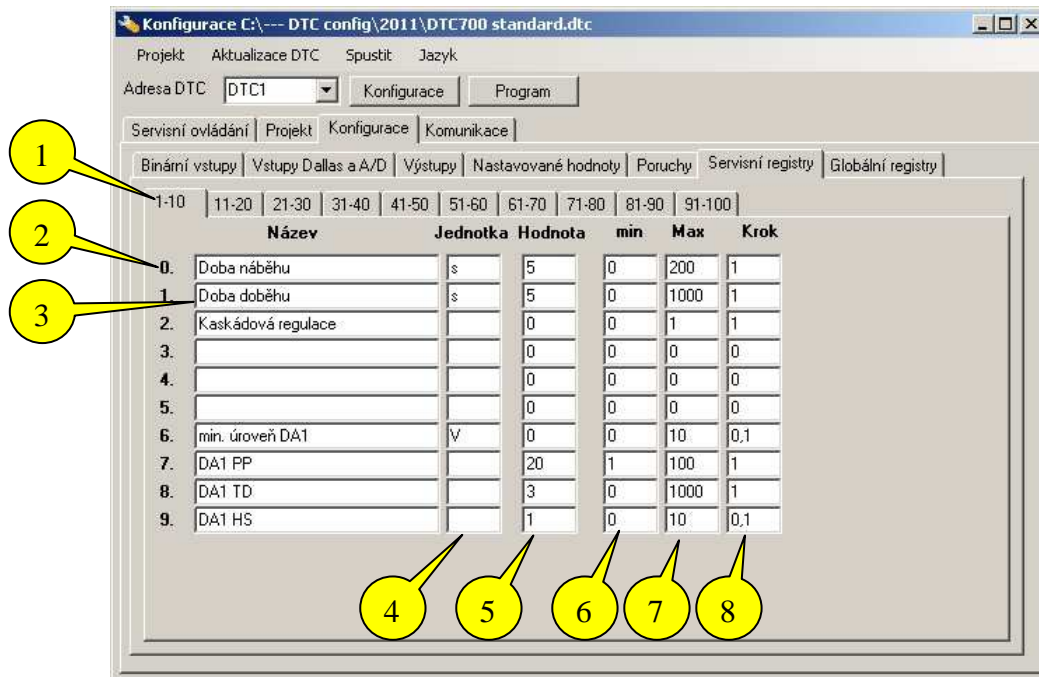 Konfigurace C:\--- DTC config\2011\DTC700 standard.dtc
Projekt Aktualizace DTC Spustit Jazyk
Adresa DTC DTC1 Konfigurace Program
Servisní ovládání Projekt Konfigurace Komunikace
Binární vstupy Vstupy Dallas a A/D Výstupy Nastavované hodnoty Poruchy Servisní registry Globální registry
1
1-10 11-20 21-30 31-40 41-50 51-60 61-70 71-80 81-90 91-100
2
Název Jednotka Hodnota min Max Krok
0. Doba náběhu s 5 0 200 1
3
1. Doba doběhu s 5 0 1000 1
2. Kaskádová regulace 0 0 1 1
3. 0 0 0 0
4. 0 0 0 0
5. 0 0 0 0
6. min. úroveň DA1 V 0 0 10 0,1
7. DA1 PP 20 1 100 1
8. DA1 TD 3 0 1000 1
9. DA1 HS 1 0 10 0,1
4 5 6 7 8